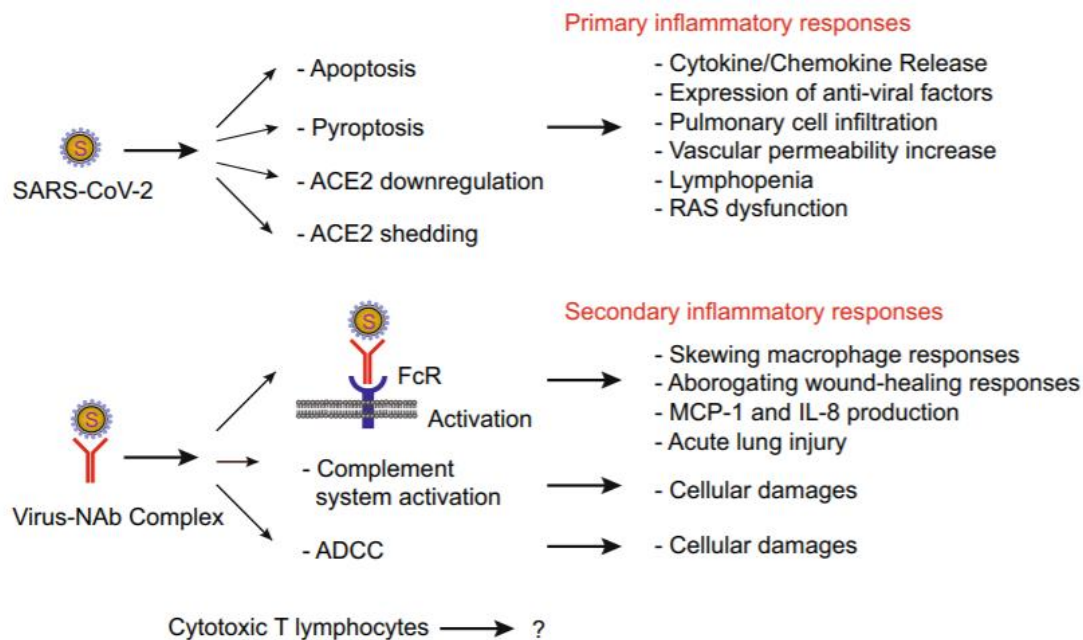 Primary inflammatory responses
- Apoptosis
- Pyroptosis
- ACE2 downregulation
- ACE2 shedding
S
SARS-CoV-2
- Cytokine/Chemokine Release
- Expression of anti-viral factors
- Pulmonary cell infiltration
- Vascular permeability increase
- Lymphopenia
- RAS dysfunction
Secondary inflammatory responses
S
FcR
Activation
S
Virus-NAb Complex
- Complement
system activation
- ADCC
- Skewing macrophage responses
- Aborogating wound-healing responses
- MCP-1 and IL-8 production
- Acute lung injury
- Cellular damages
- Cellular damages
Cytotoxic T lymphocytes ?